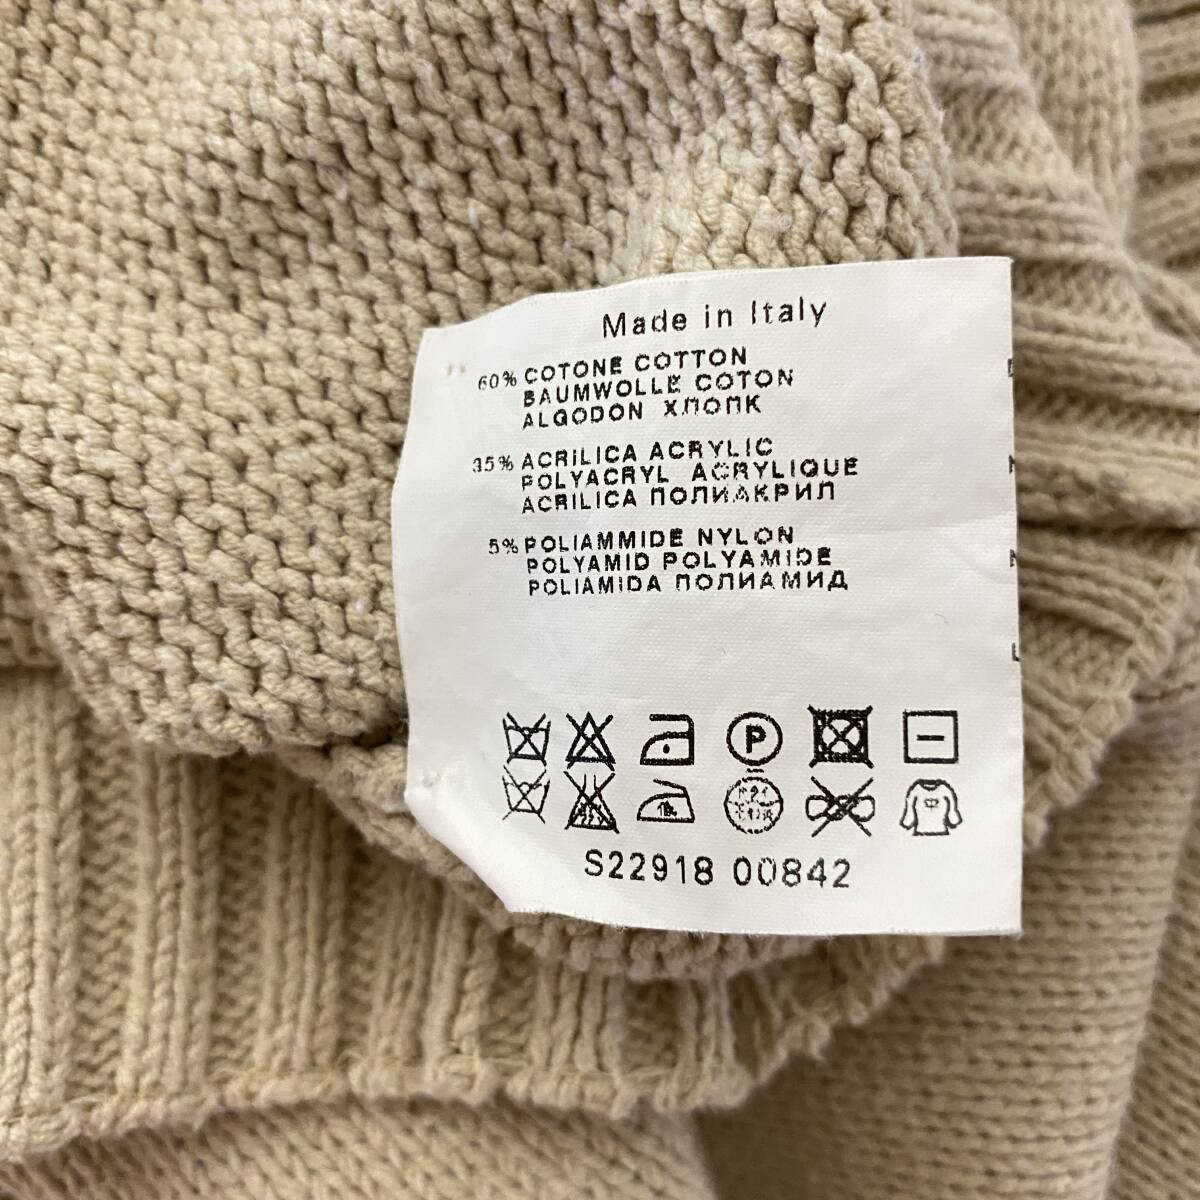 Made in Italy
60% COTONE COTTON
BAUMWOLLE COTON
ALGODON ХЛОПК
35% ACRILICA ACRYLIC
POLYACRYL ACRYLIQUE
ACRILICA ПОЛИАКРИЛ
5% POLIAMMIDE NYLON
POLYAMID POLYAMIDE
POLIAMIDA ПОЛИАМИД
P
S22918 00842